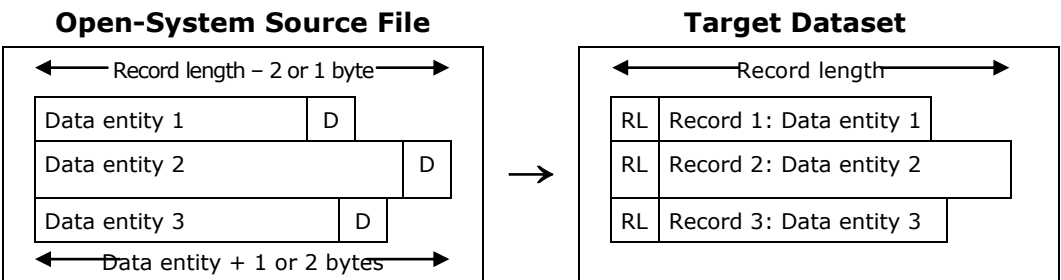 Open-System Source File
Record length – 2 or 1 byte
Data entity 1 D
Data entity 2 D
Data entity 3 D
Data entity + 1 or 2 bytes
Target Dataset
Record length
RL Record 1: Data entity 1
RL Record 2: Data entity 2
RL Record 3: Data entity 3